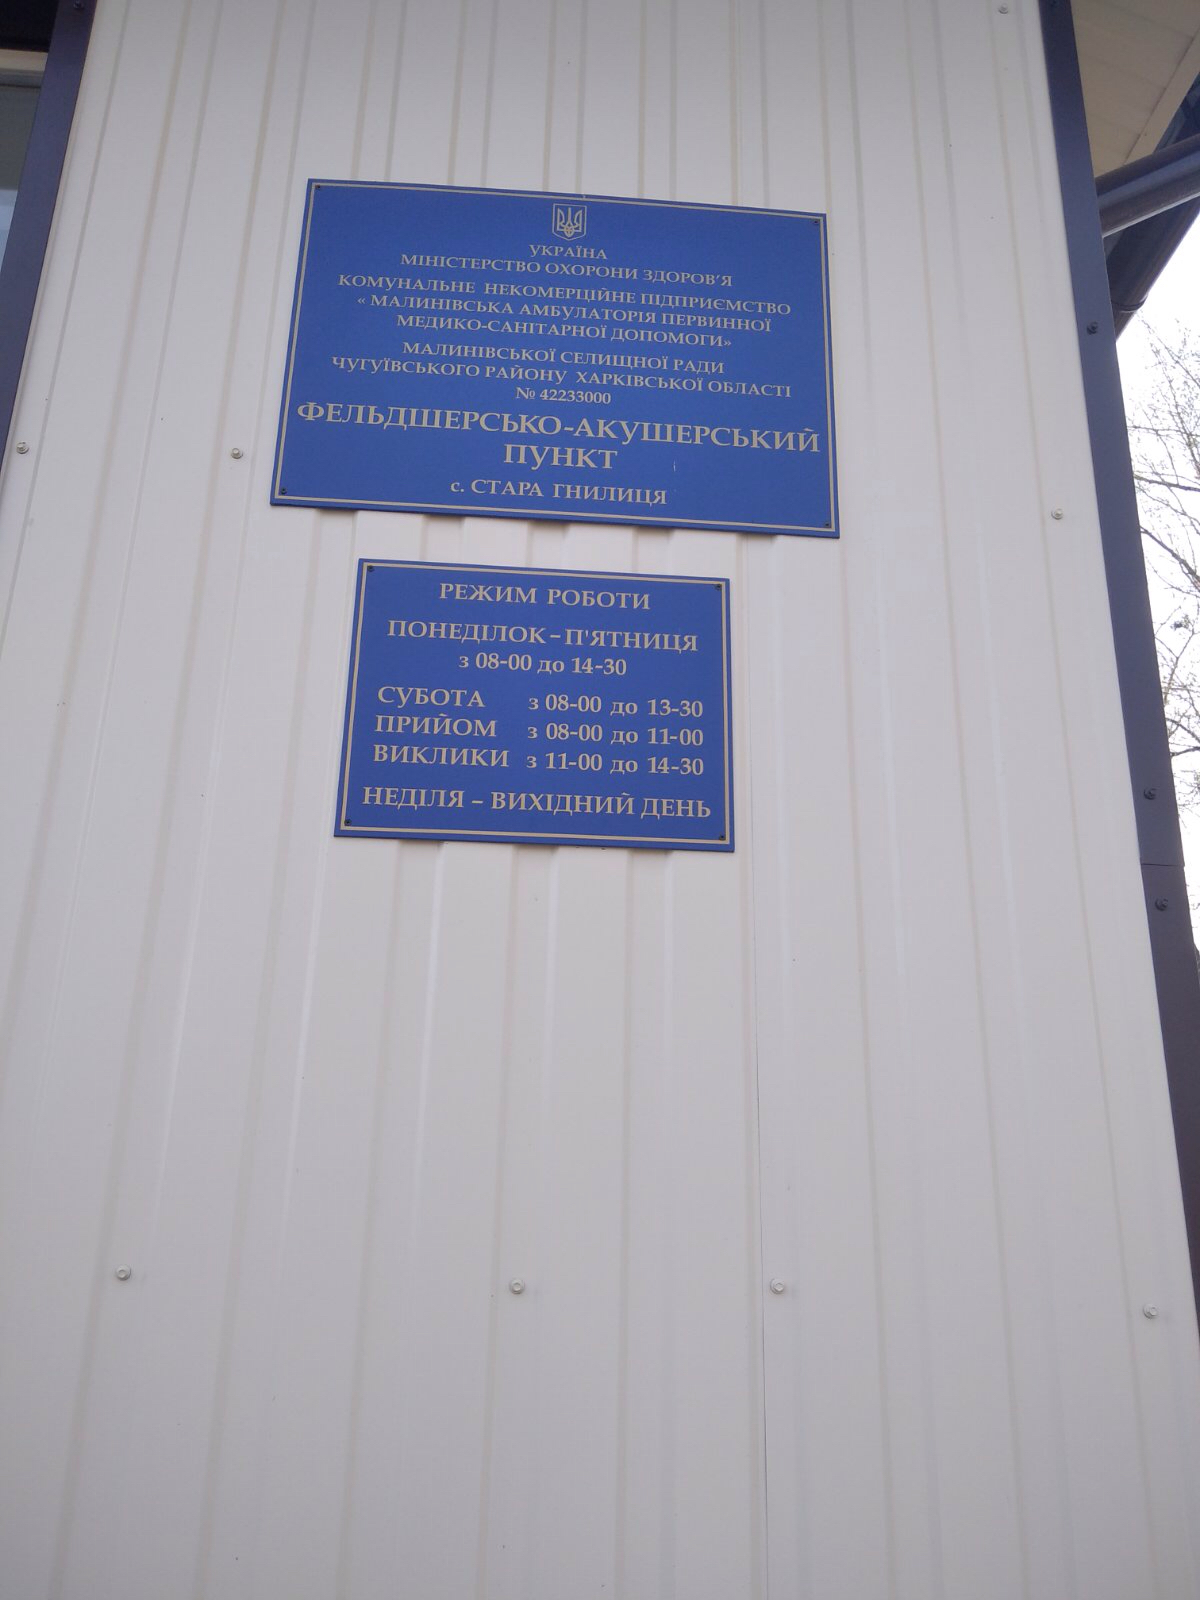 УКРАЇНА
МІНІСТЕРСТВО ОХОРОНИ ЗДОРОВ'Я
КОМУНАЛЬНЕ НЕКОМЕРЦІЙНЕ ПІДПРИЄМСТВО
« МАЛИНІВСЬКА АМБУЛАТОРІЯ ПЕРВИННОЇ
МЕДИКО-САНІТАРНОЇ ДОПОМОГИ»
МАЛИНІВСЬКОЇ СЕЛИЩНОЇ РАДИ
ЧУГУЇВСЬКОГО РАЙОНУ ХАРКІВСЬКОЇ ОБЛАСТІ
№ 42233000
ФЕЛЬДШЕРСЬКО-АКУШЕРСЬКИЙ
ПУНКТ
с. СТАРА ГНИЛИЦЯ
РЕЖИМ РОБОТИ
ПОНЕДІЛОК – П'ЯТНИЦЯ
з 08-00 до 14-30
СУБОТА з 08-00 до 13-30
ПРИЙОМ з 08-00 до 11-00
ВИКЛИКИ з 11-00 до 14-30
НЕДІЛЯ – ВИХІДНИЙ ДЕНЬ